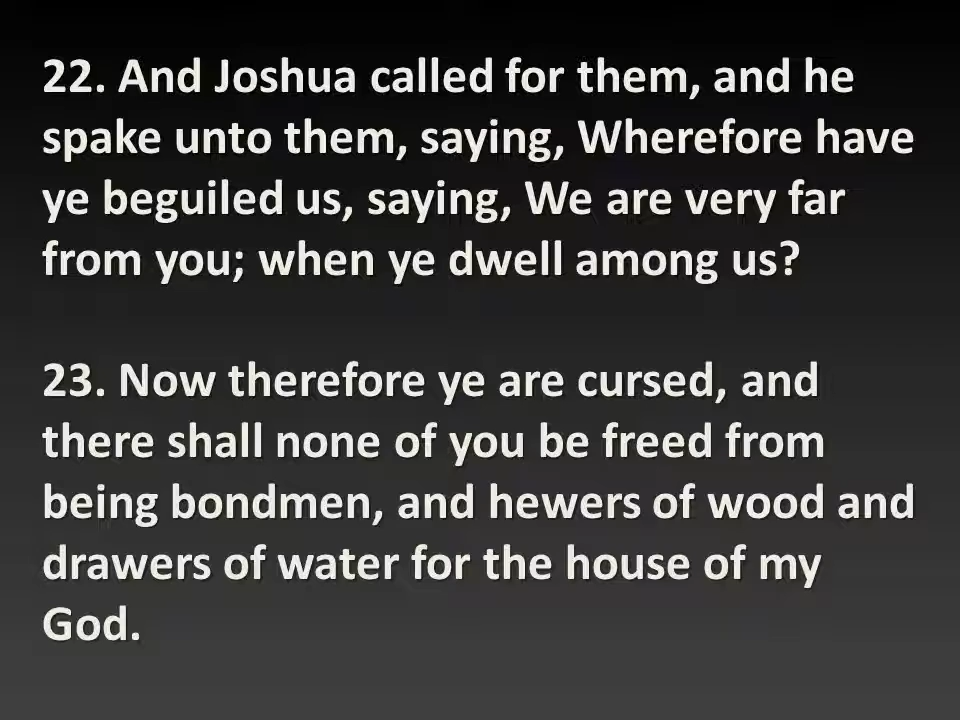 22. And Joshua called for them, and he
spake unto them, saying, Wherefore have
ye beguiled us, saying, We are very far
from you; when ye dwell among us?
23. Now therefore ye are cursed, and
there shall none of you be freed from
being bondmen, and hewers of wood and
drawers of water for the house of my
God.